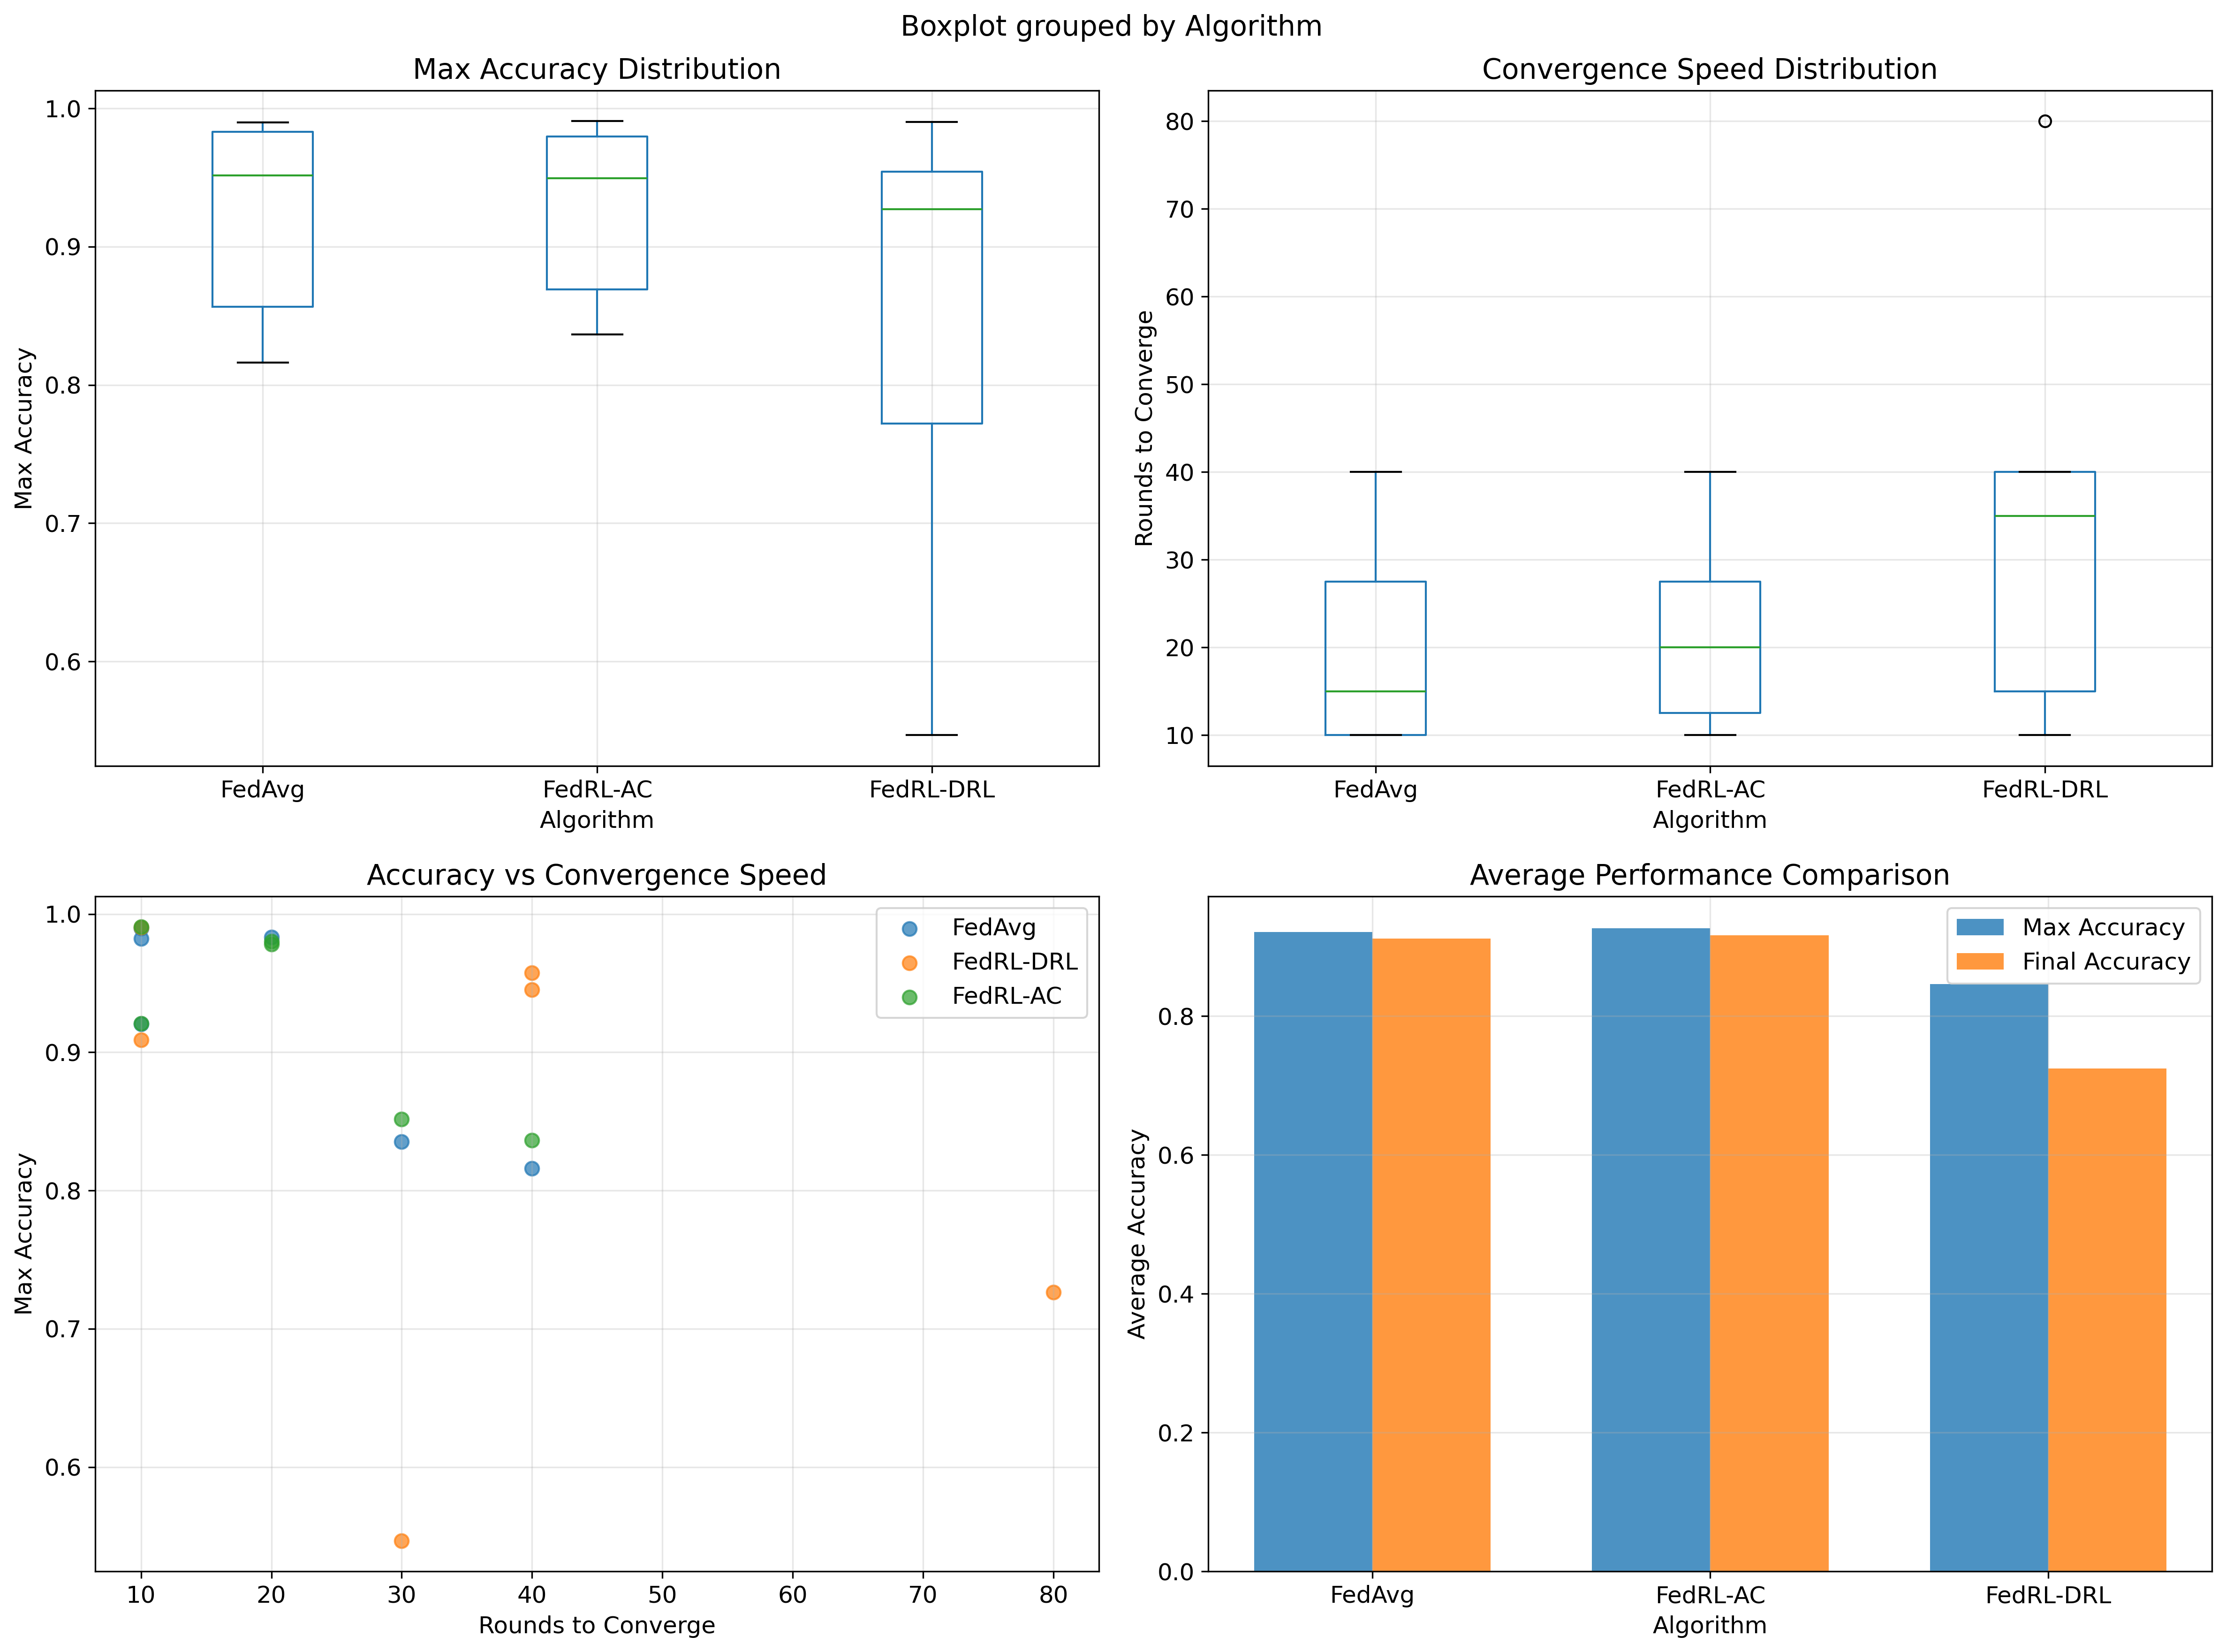 Boxplot grouped by Algorithm
Max Accuracy Distribution
1.0
0.9
0.8
0.7
0.6
Max Accuracy
FedAvg FedRL-AC FedRL-DRL
Algorithm
Convergence Speed Distribution
80
70
60
50
40
30
20
10
Rounds to Converge
FedAvg FedRL-AC FedRL-DRL
Algorithm
Accuracy vs Convergence Speed
1.0
0.9
0.8
0.7
0.6
Max Accuracy
FedAvg
FedRL-DRL
FedRL-AC
10 20 30 40 50 60 70 80
Rounds to Converge
Average Performance Comparison
0.8
0.6
0.4
0.2
0.0
Average Accuracy
Max Accuracy
Final Accuracy
FedAvg FedRL-AC FedRL-DRL
Algorithm